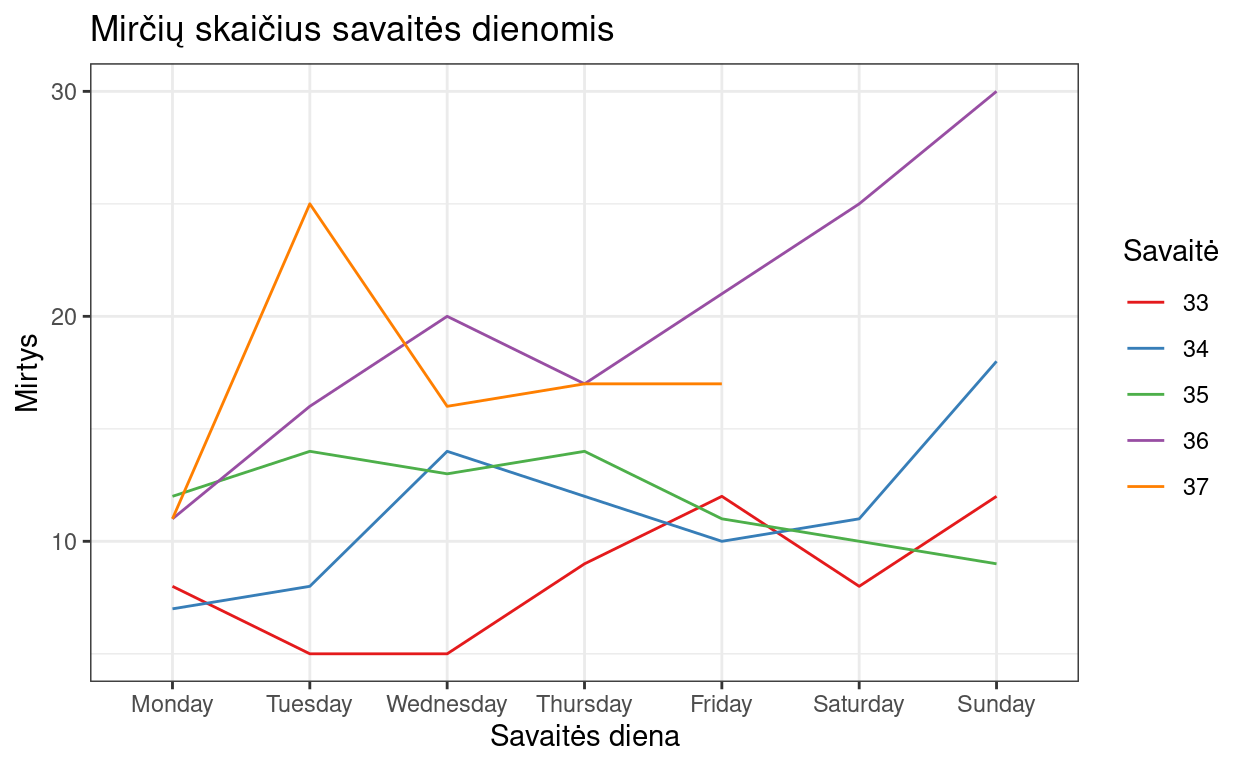 Mirčių skaičius savaitės dienomis
30
20
10
Mirtys
Monday Tuesday Wednesday Thursday Friday Saturday Sunday
Savaitės diena
Savaitė
33
34
35
36
37